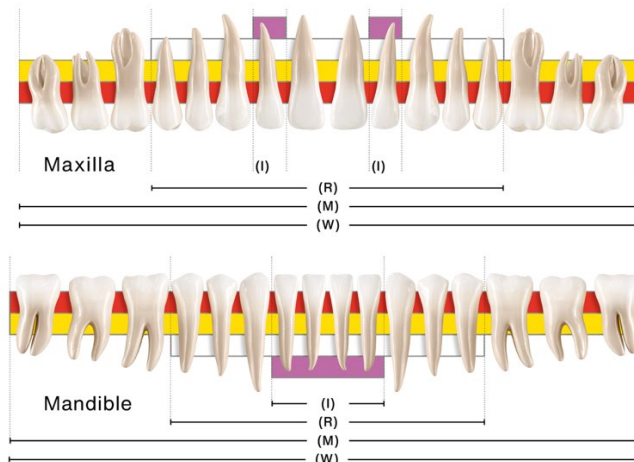 Maxilla
(I) (I)
(R)
(M)
(W)
Mandible
(I)
(R)
(M)
(W)